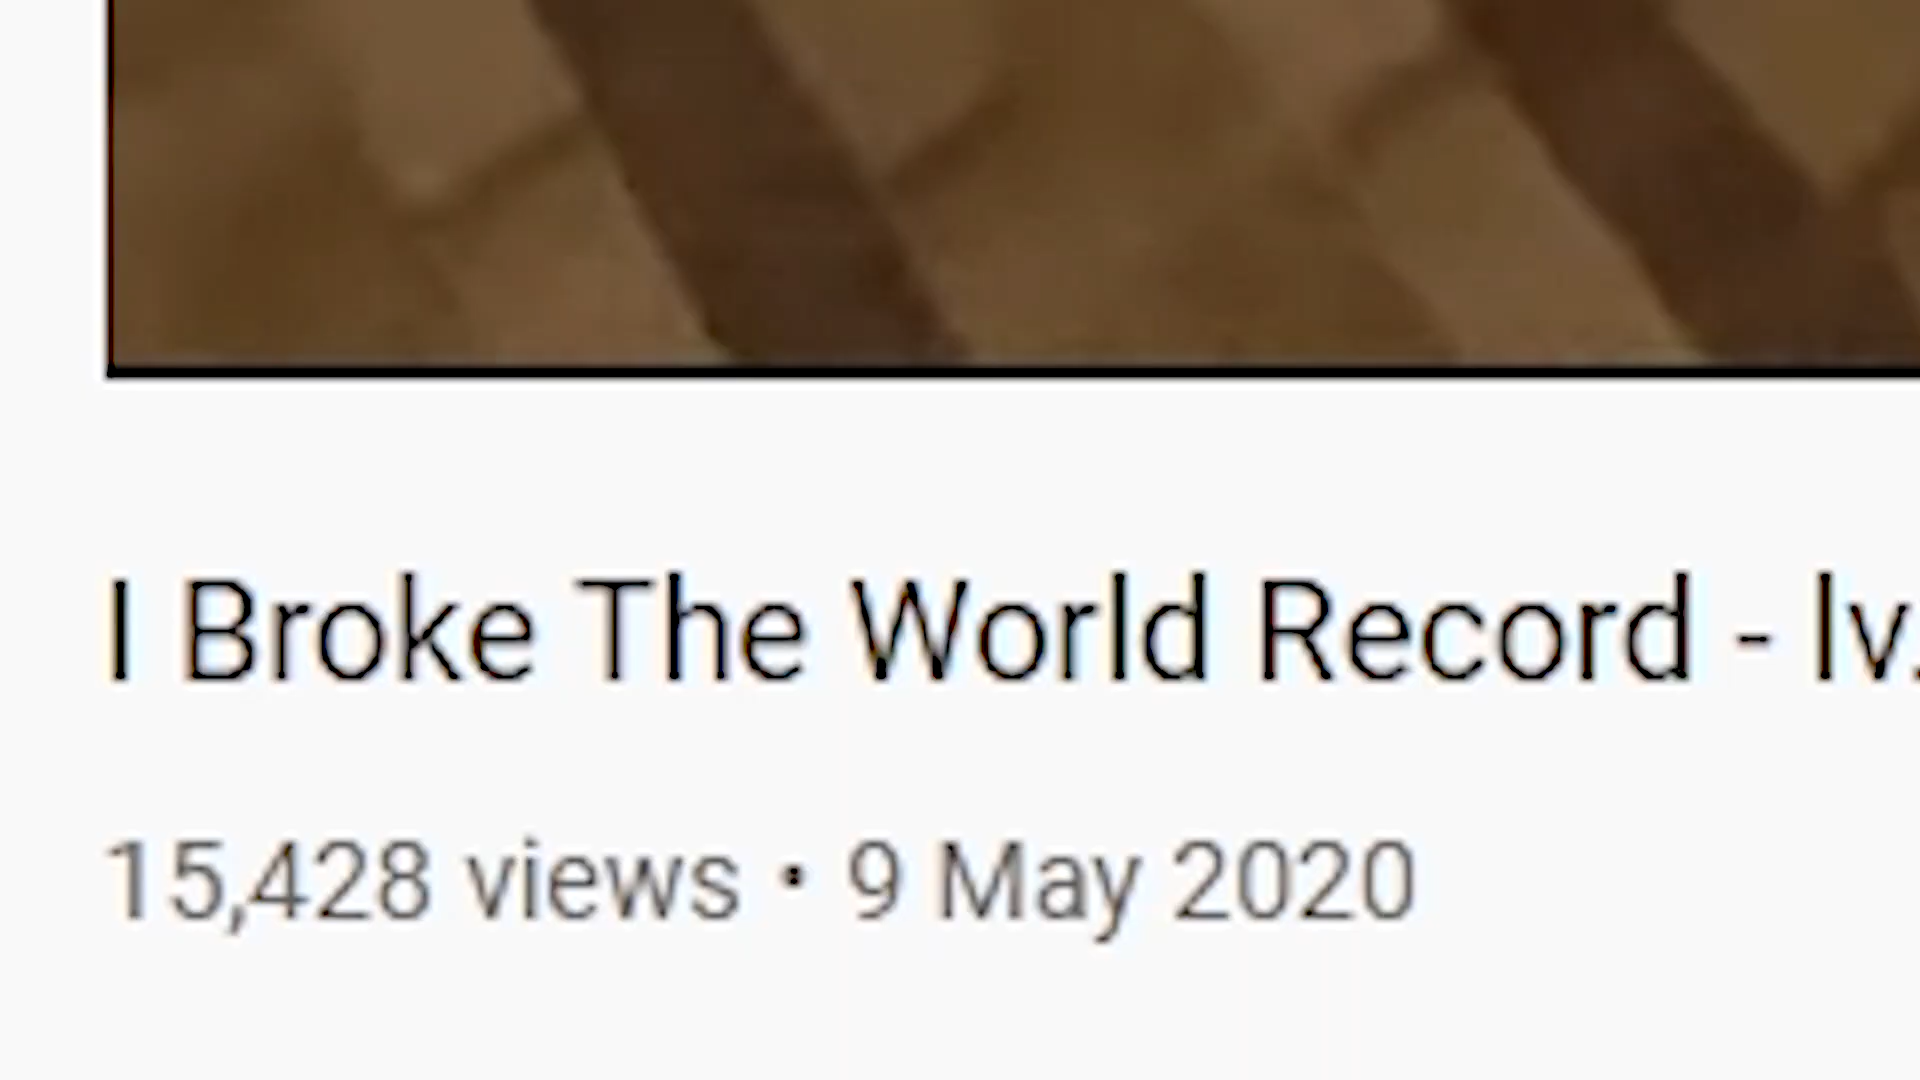 I Broke The World Record - lv.
15,428 views • 9 May 2020